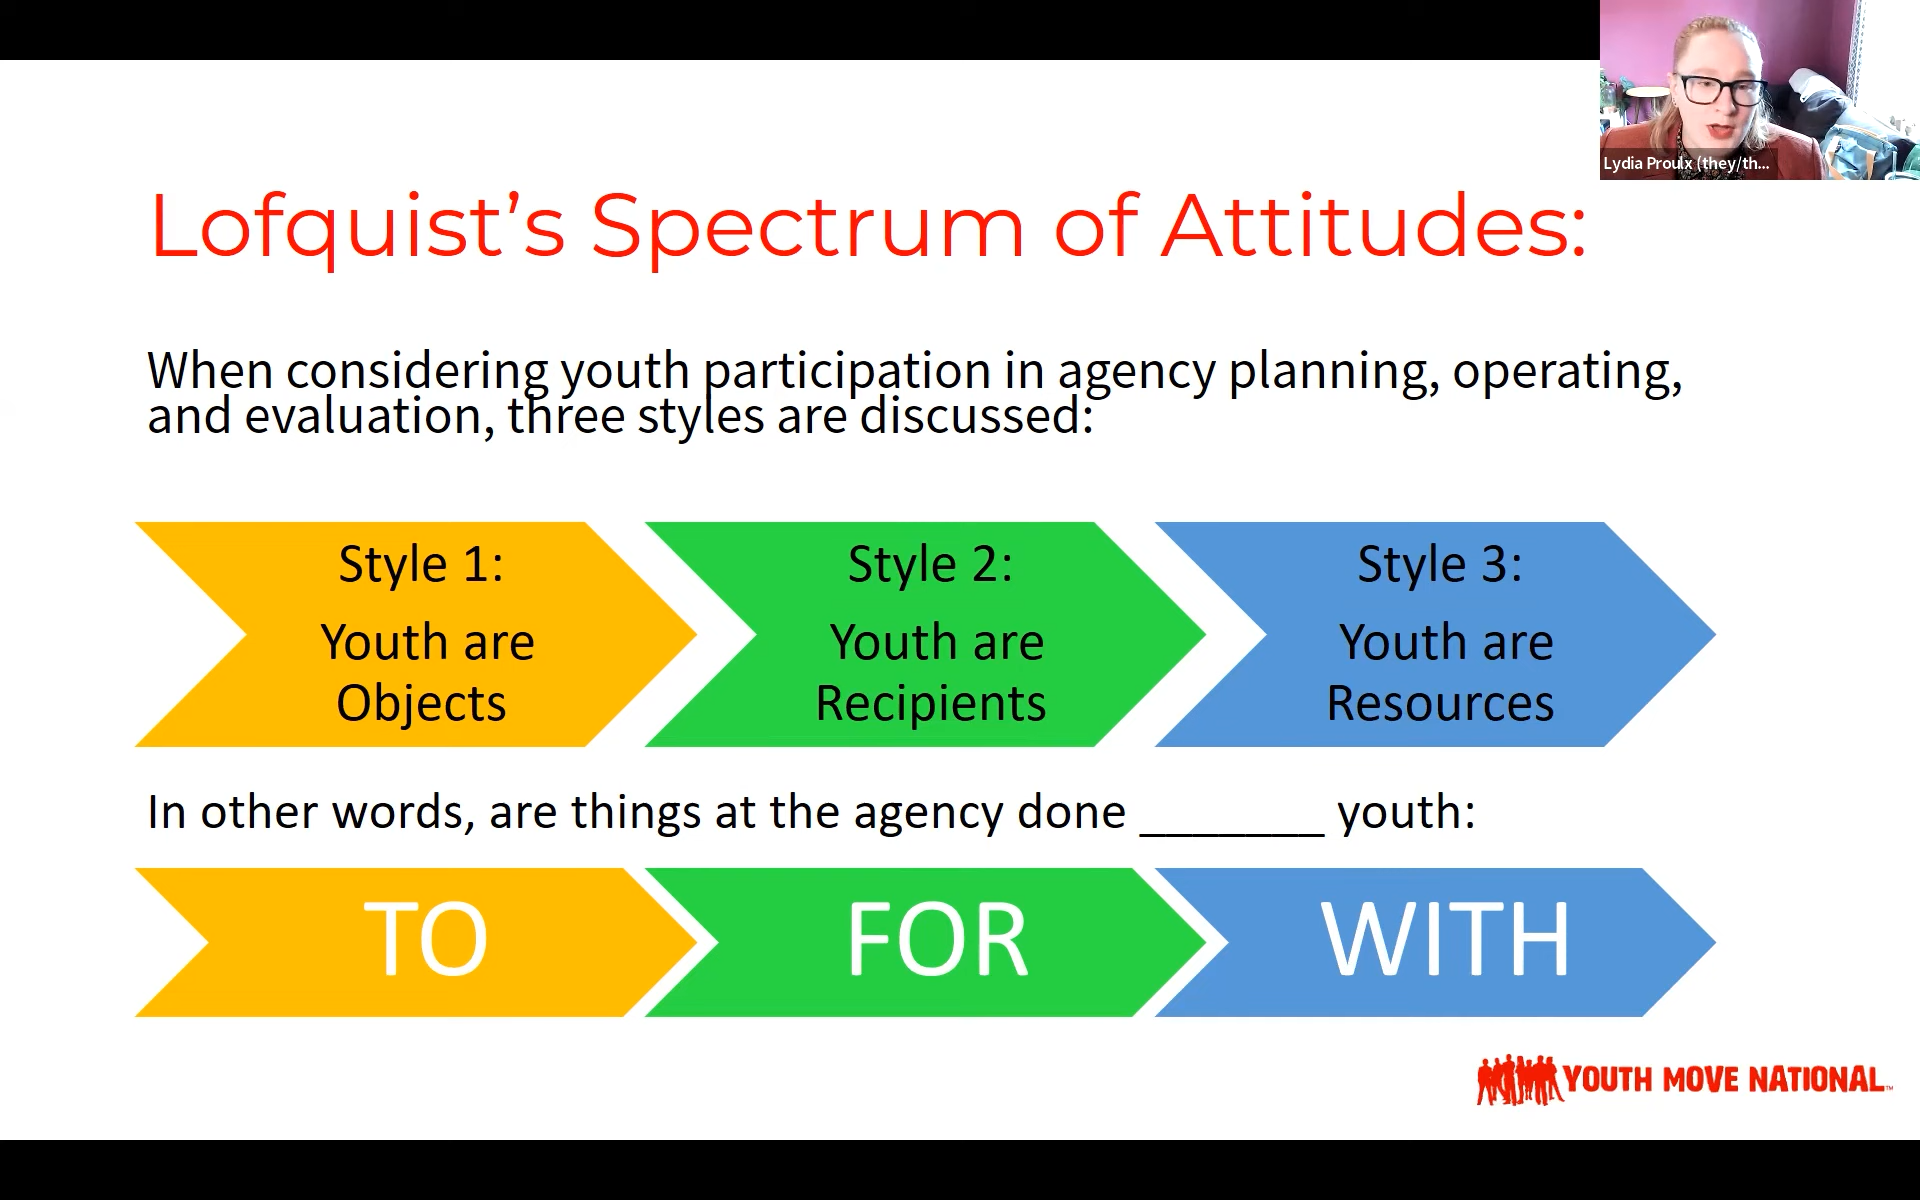 Lydia Proulx (they/th...
Lofquist’s Spectrum of Attitudes:
When considering youth participation in agency planning, operating,
and evaluation, three styles are discussed:
Style 1:
Youth are
Objects
Style 2:
Youth are
Recipients
Style 3:
Youth are
Resources
In other words, are things at the agency done _______ youth:
TO
FOR
WITH
YOUTH MOVE NATIONAL™